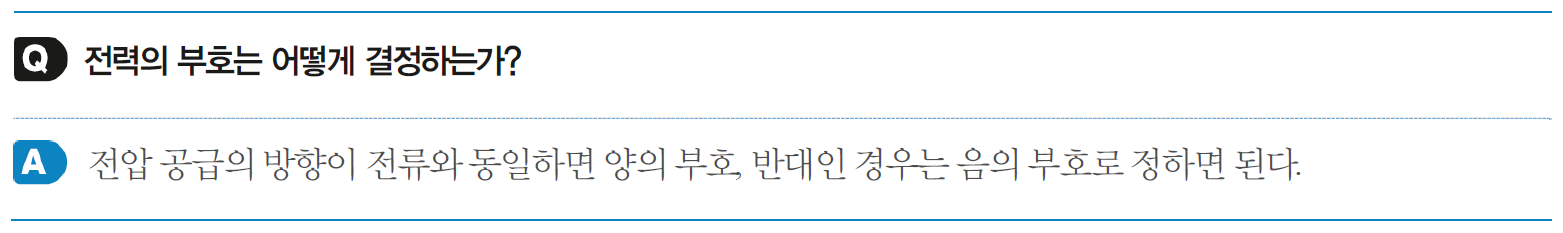 Q 전력의 부호는 어떻게 결정하는가?
A 전압 공급의 방향이 전류와 동일하면 양의 부호, 반대인 경우는 음의 부호로 정하면 된다.